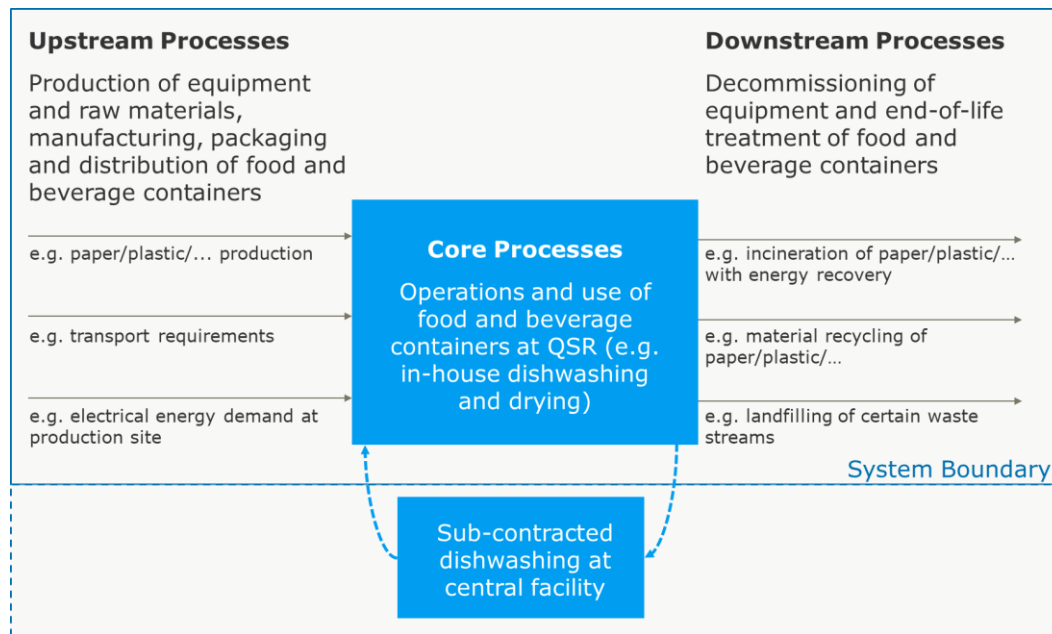 Upstream Processes
Production of equipment
and raw materials,
manufacturing, packaging
and distribution of food and
beverage containers
e.g. paper/plastic/... production
e.g. transport requirements
e.g. electrical energy demand at
production site
Core Processes
Operations and use of
food and beverage
containers at QSR (e.g.
in-house dishwashing
and drying)
Downstream Processes
Decommissioning of
equipment and end-of-life
treatment of food and
beverage containers
e.g. incineration of paper/plastic/…
with energy recovery
e.g. material recycling of
paper/plastic/…
e.g. landfilling of certain waste
streams
System Boundary
Sub-contracted
dishwashing at
central facility